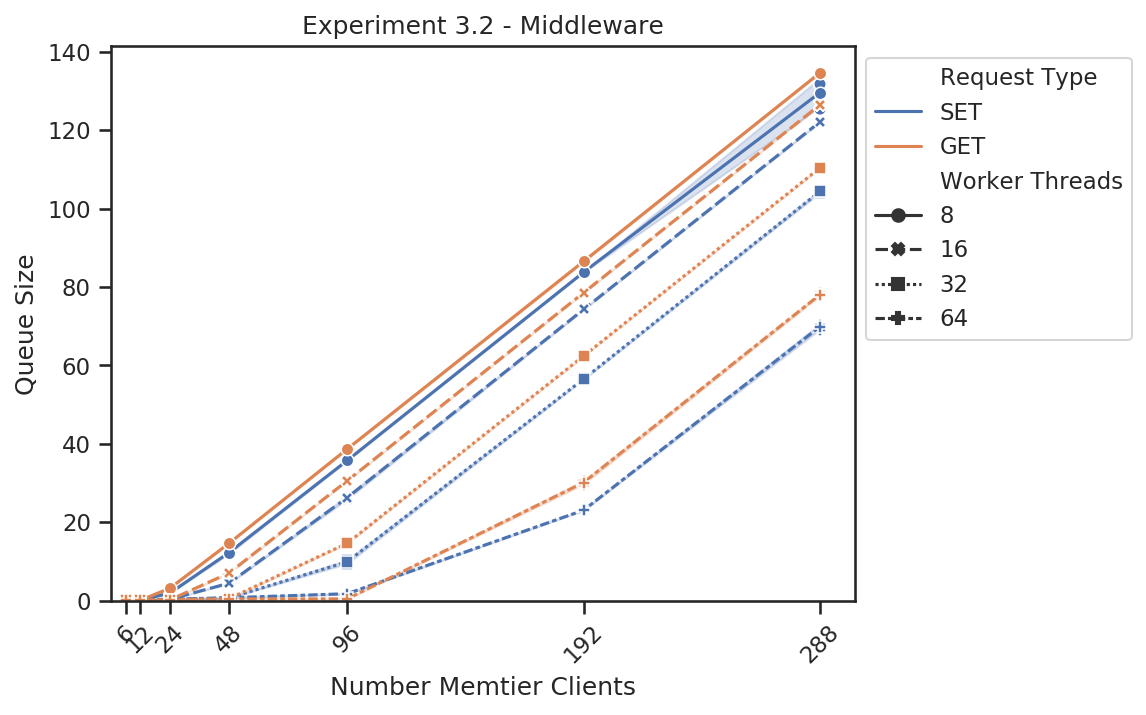 Experiment 3.2 - Middleware
140
120
100
80
60
40
20
0
Queue Size
6
12
24
48
96
192
288
Number Memtier Clients
Request Type
SET
GET
Worker Threads
8
16
32
64